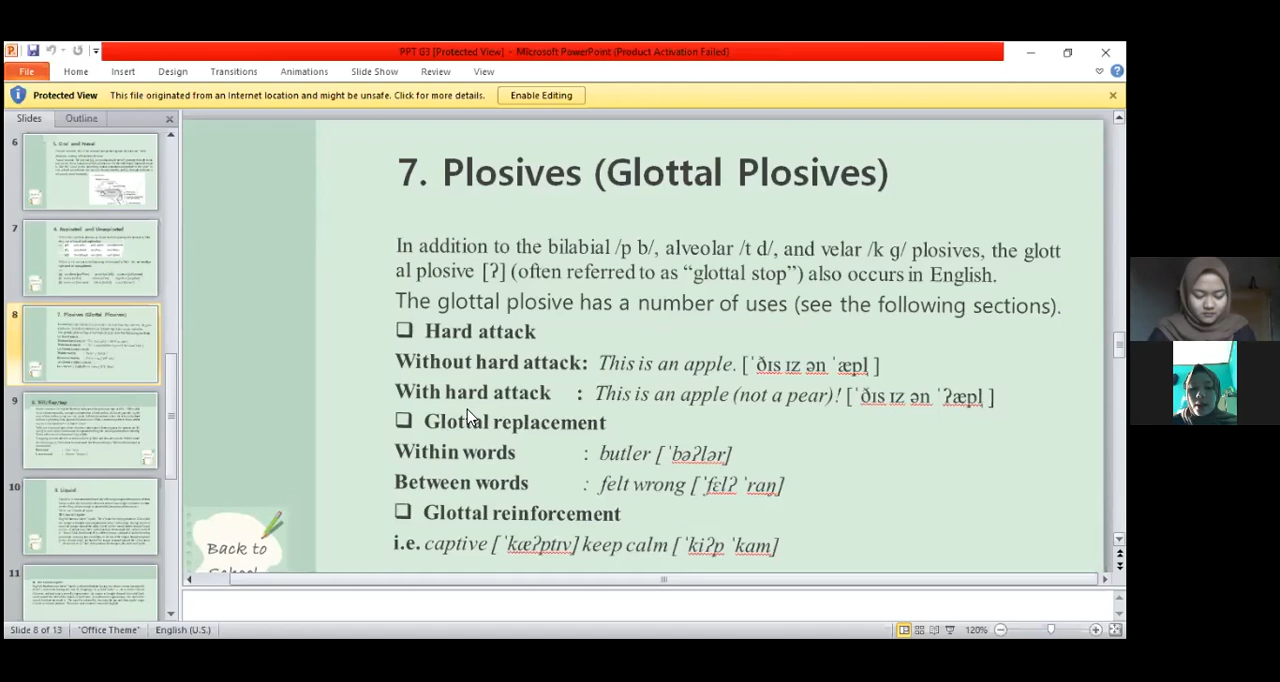 PPT G3 [Protected View] - Microsoft PowerPoint (Product Activation Failed)
File Home Insert Design Transitions Animations Slide Show Review View
Protected View This file originated from an Internet location and might be unsafe. Click for more details. Enable Editing
Slides Outline
6
7
8
9
10
11
7. Plosives (Glottal Plosives)
In addition to the bilabial /p b/, alveolar /t d/, and velar /k ɡ/ plosives, the glott
al plosive [ʔ] (often referred to as “glottal stop”) also occurs in English.
The glottal plosive has a number of uses (see the following sections).
❑ Hard attack
Without hard attack: This is an apple. [ˈðɪs ɪz ən ˈæpl ]
With hard attack : This is an apple (not a pear)! [ˈðɪs ɪz ən ˈʔæpl ]
❑ Glottal replacement
Within words : butler [ˈbəʔlər]
Between words : felt wrong [ˈfɛlʔ ˈraŋ]
❑ Glottal reinforcement
i.e. captive [ˈkæʔptɪv] keep calm [ˈkiʔp ˈkam]
Back to
Slide 8 of 13 "Office Theme" English (U.S.) 120%